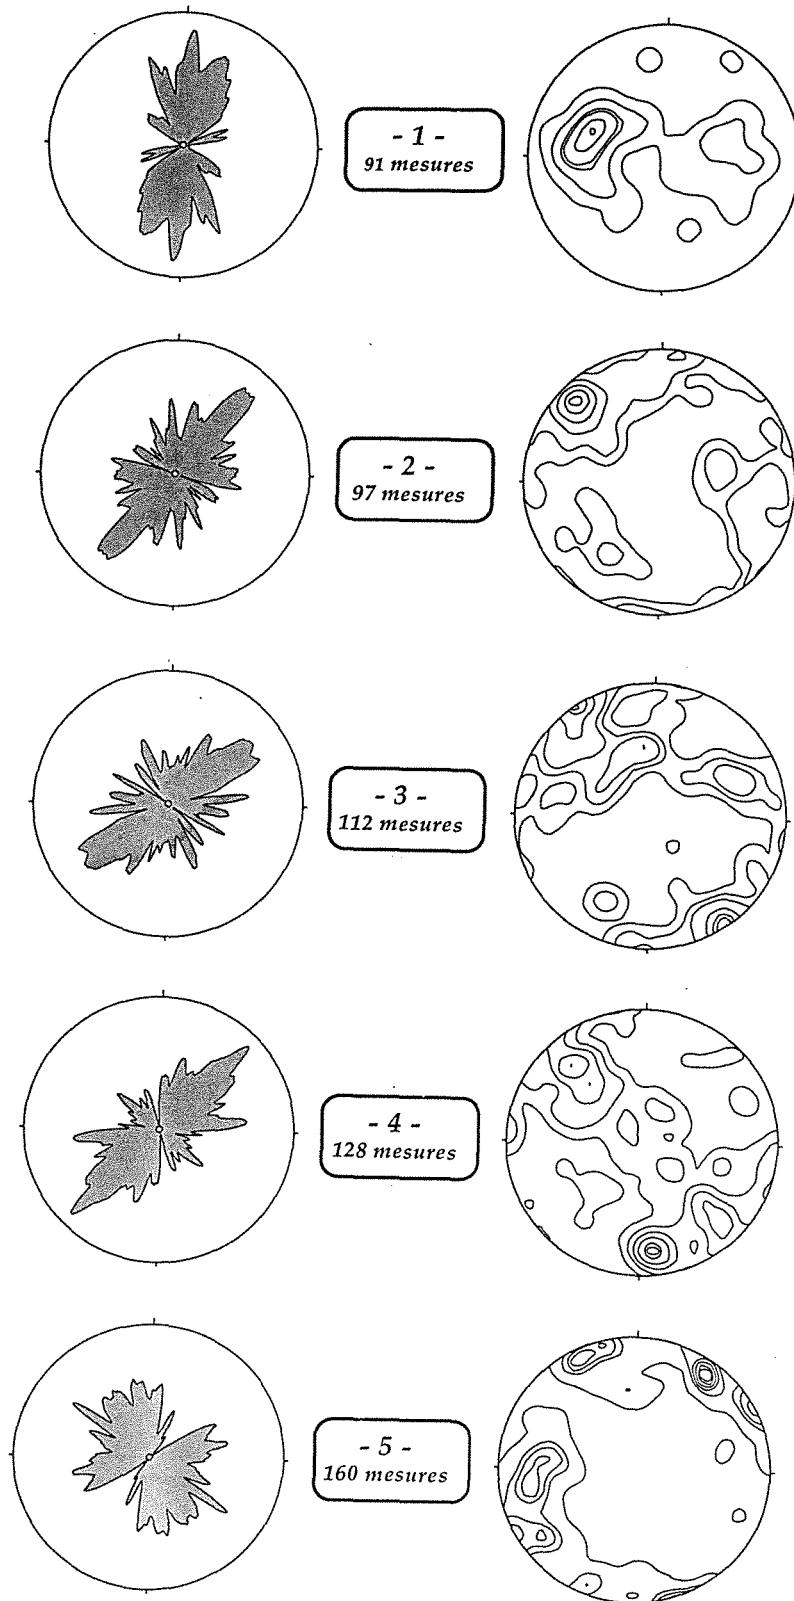 - 1 -
91 mesures
- 2 -
97 mesures
- 3 -
112 mesures
- 4 -
128 mesures
- 5 -
160 mesures